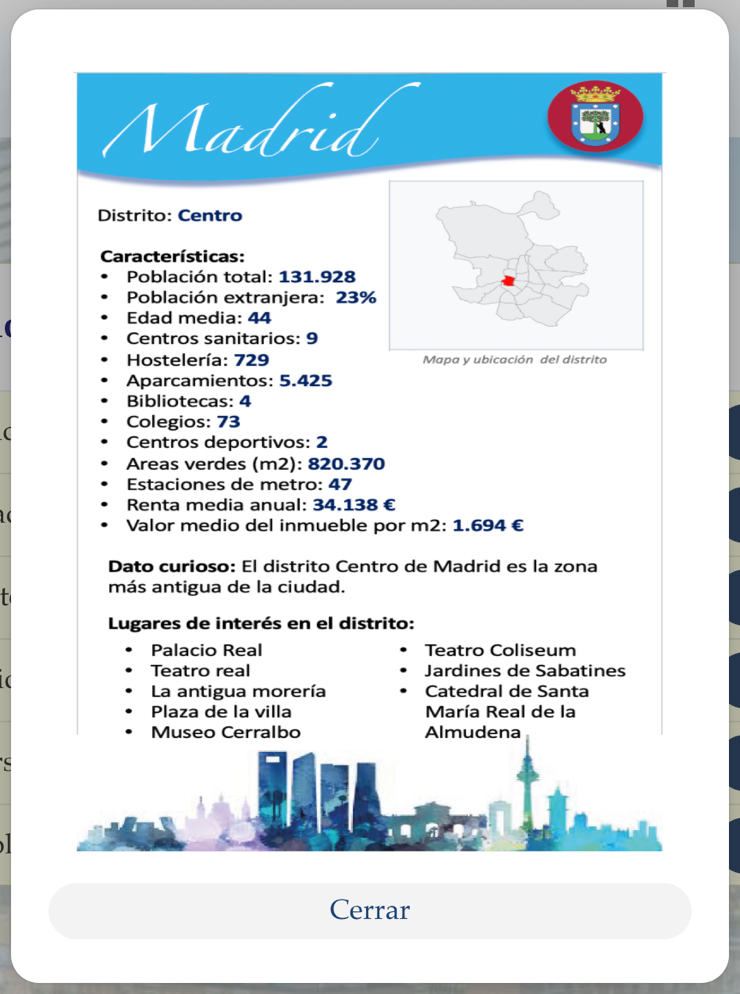 Madrid
Distrito: Centro
Características:
• Población total: 131.928
• Población extranjera: 23%
• Edad media: 44
• Centros sanitarios: 9
• Hostelería: 729
• Aparcamientos: 5.425
• Bibliotecas: 4
• Colegios: 73
• Centros deportivos: 2
• Areas verdes (m2): 820.370
• Estaciones de metro: 47
• Renta media anual: 34.138 €
• Valor medio del inmueble por m2: 1.694 €
Mapa y ubicación del distrito
Dato curioso: El distrito Centro de Madrid es la zona
más antigua de la ciudad.
Lugares de interés en el distrito:
• Palacio Real
• Teatro real
• La antigua morería
• Plaza de la villa
• Museo Cerralbo
• Teatro Coliseum
• Jardines de Sabatines
• Catedral de Santa
María Real de la
Almudena
Cerrar